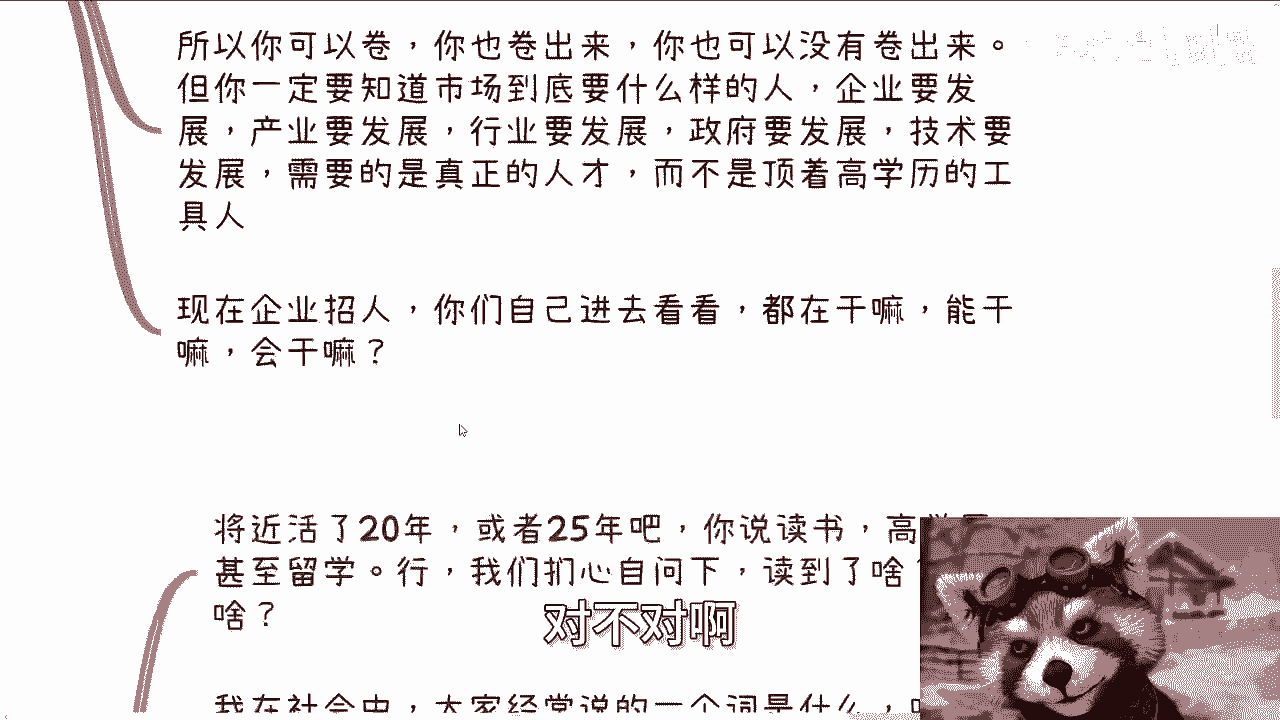 所以你可以卷，你也卷出来，你也可以没有卷出来。
但你一定要知道市场到底要什么样的人，企业要发
展，产业要发展，行业要发展，政府要发展，技术要
发展，需要的是真正的人才，而不是顶着高学历的工
具人
现在企业招人，你们自己进去看看，都在干嘛，能干
嘛，会干嘛？
将近活了20年，或者25年吧，你说读书，高学
甚至留学。行，我们扪心自问下，读到了啥
啥？
对不对啊
我在社会中，大家经常说的一个词是什么，